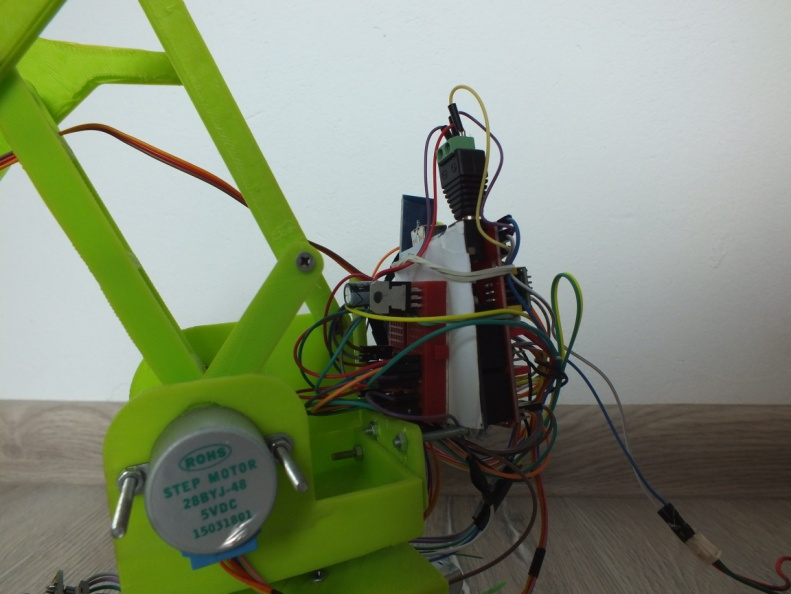 ROHS
STEP MOTOR
28BYJ-48
5VDC
15031801